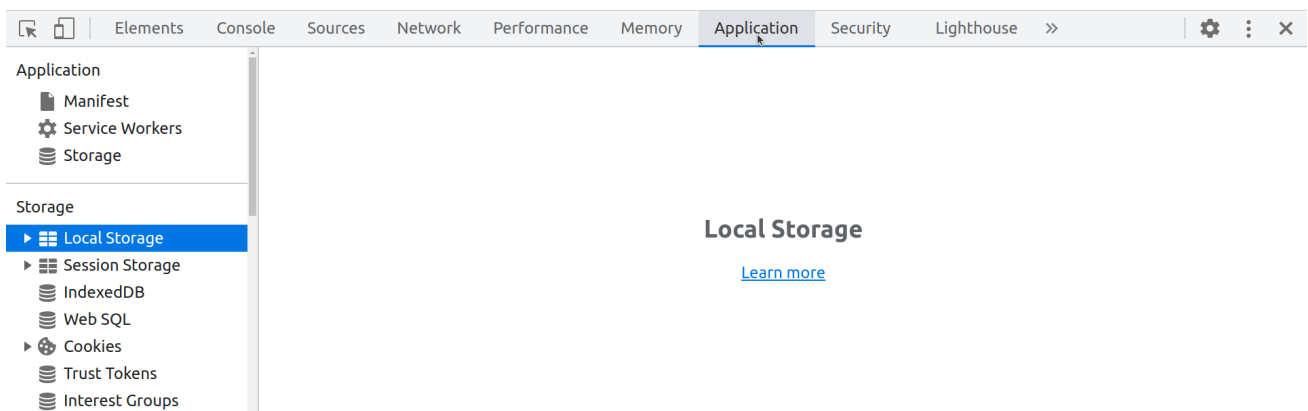 Elements Console Sources Network Performance Memory Application Security Lighthouse
Application
Manifest
Service Workers
Storage
Storage
Local Storage
Session Storage
IndexedDB
Web SQL
Cookies
Trust Tokens
Interest Groups
Local Storage
Learn more